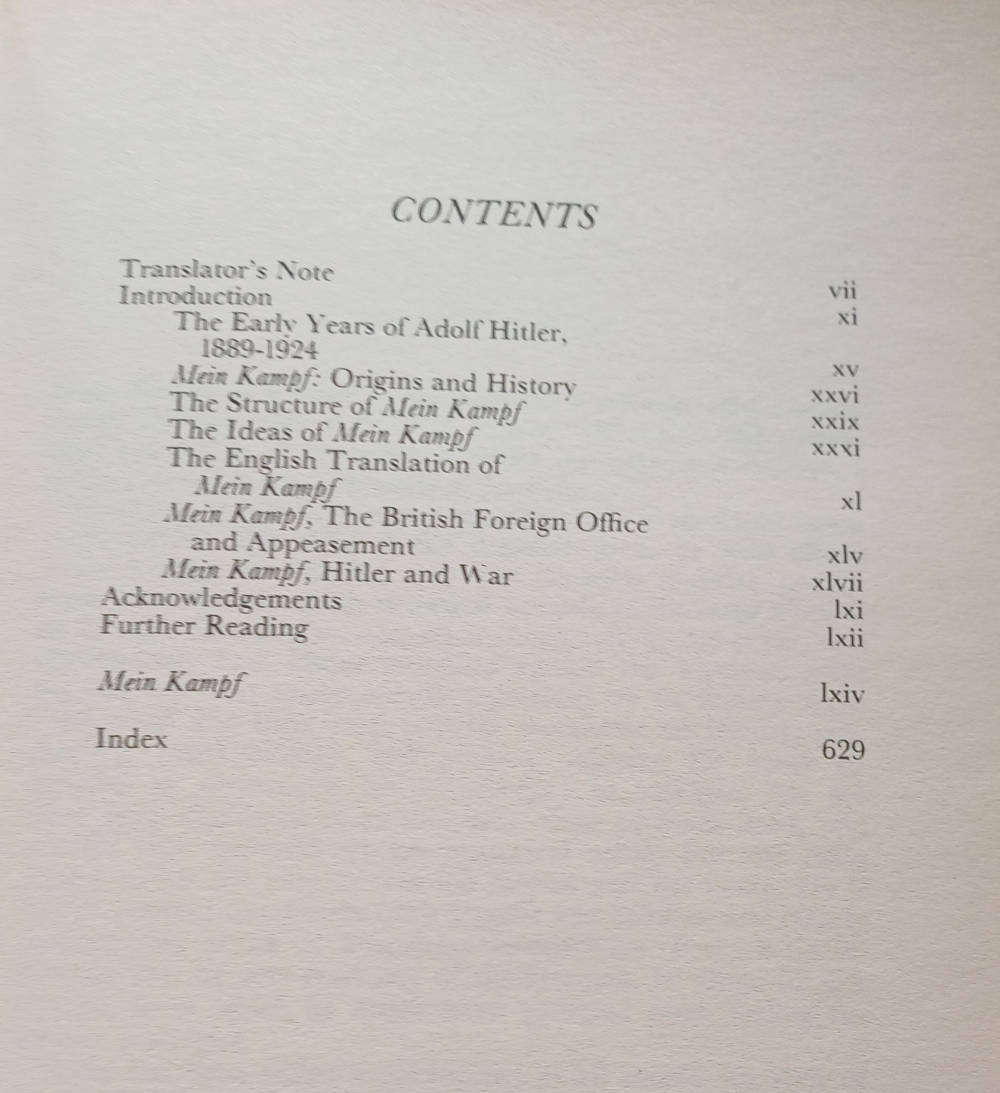 CONTENTS
Translator's Note vii
Introduction xi
The Early Years of Adolf Hitler,
1889-1924 xv
Mein Kampf: Origins and History xxvi
The Structure of Mein Kampf xxix
The Ideas of Mein Kampf xxxi
The English Translation of
Mein Kampf xl
Mein Kampf, The British Foreign Office
and Appeasement xlv
Mein Kampf, Hitler and War xlvii
Acknowledgements lxi
Further Reading lxii
Mein Kampf lxiv
Index 629